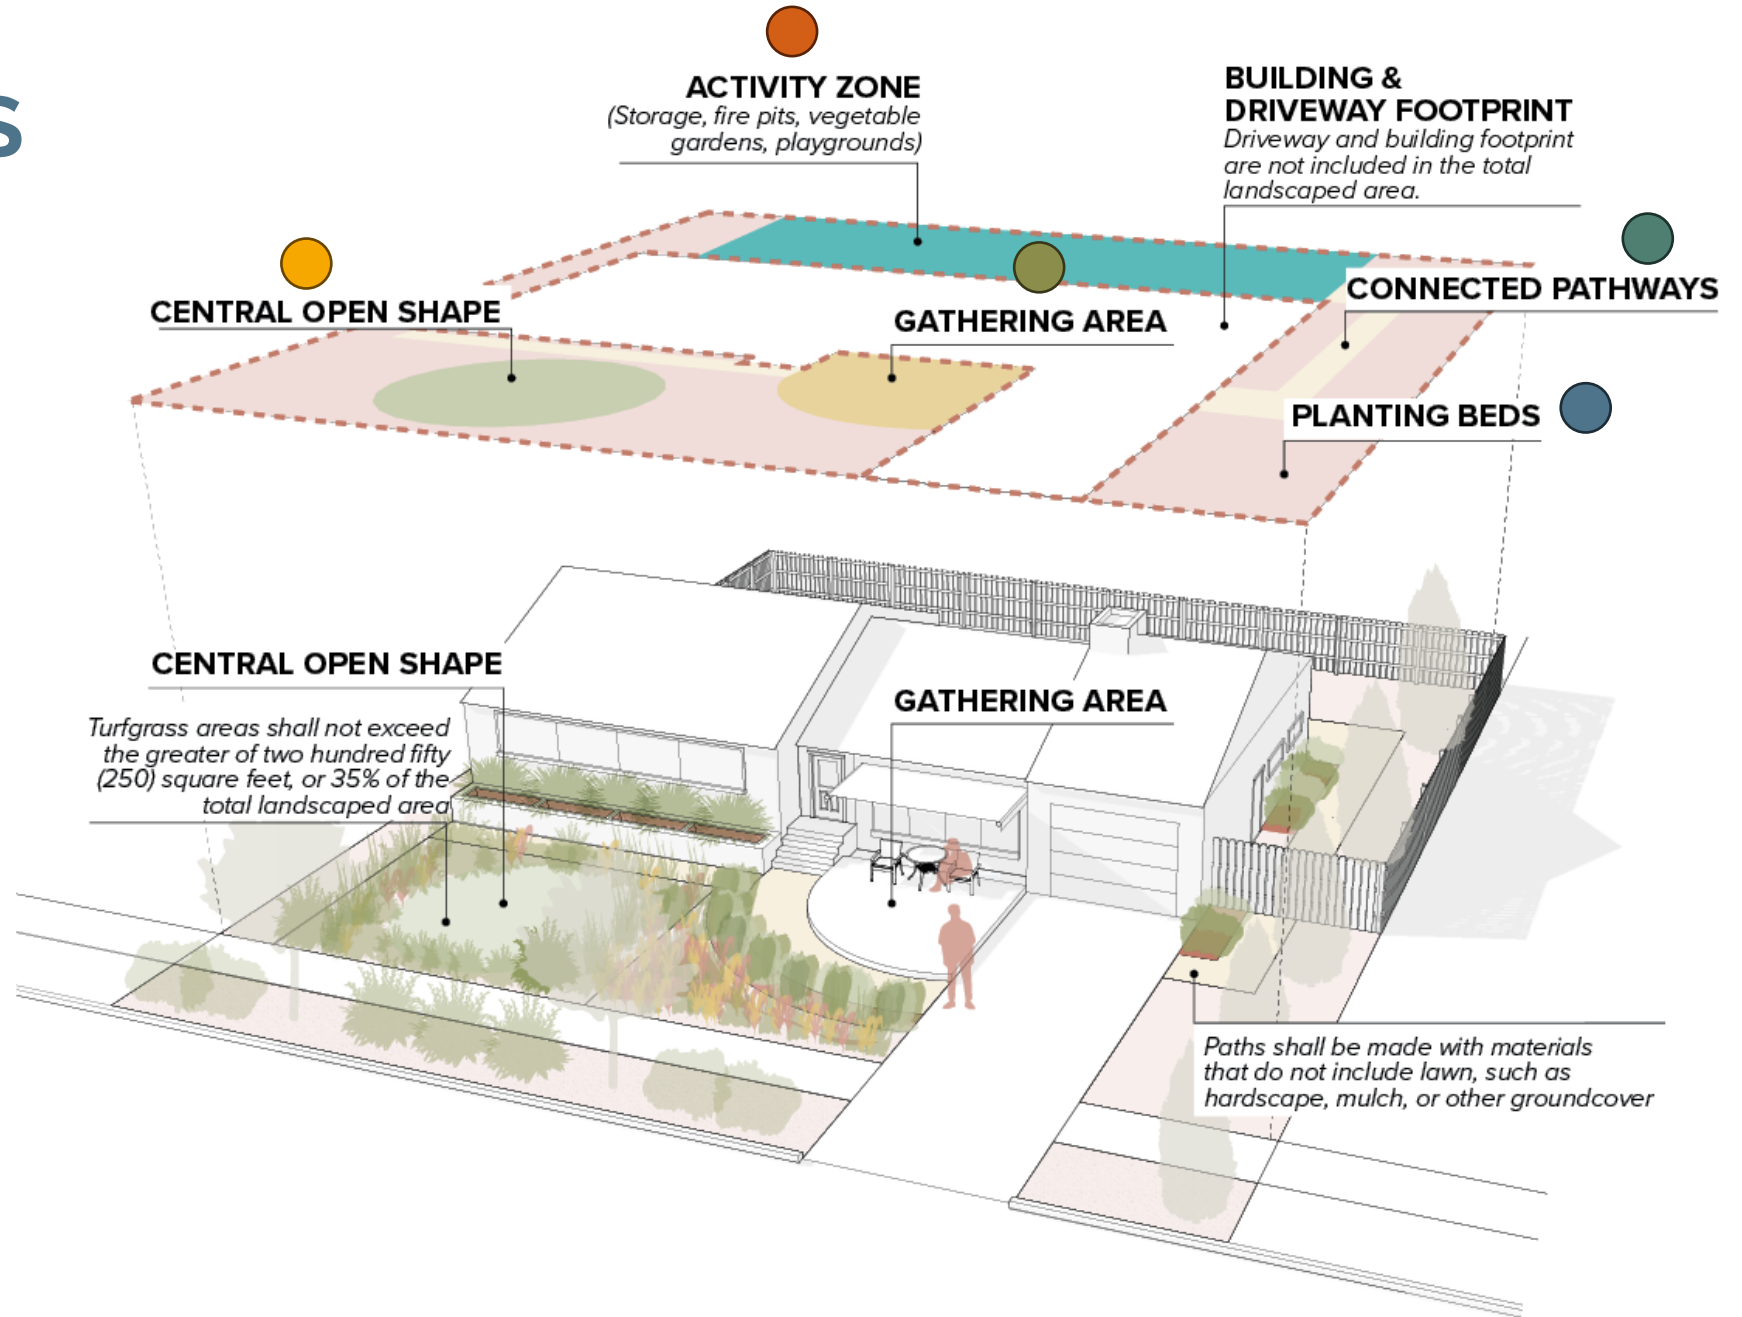 s
ACTIVITY ZONE
(Storage, fire pits, vegetable
gardens, playgrounds)
BUILDING &
DRIVEWAY FOOTPRINT
Driveway and building footprint
are not included in the total
landscaped area.
CENTRAL OPEN SHAPE
GATHERING AREA
CONNECTED PATHWAYS
PLANTING BEDS
CENTRAL OPEN SHAPE
Turfgrass areas shall not exceed
the greater of two hundred fifty
(250) square feet, or 35% of the
total landscaped area
GATHERING AREA
Paths shall be made with materials
that do not include lawn, such as
hardscape, mulch, or other groundcover